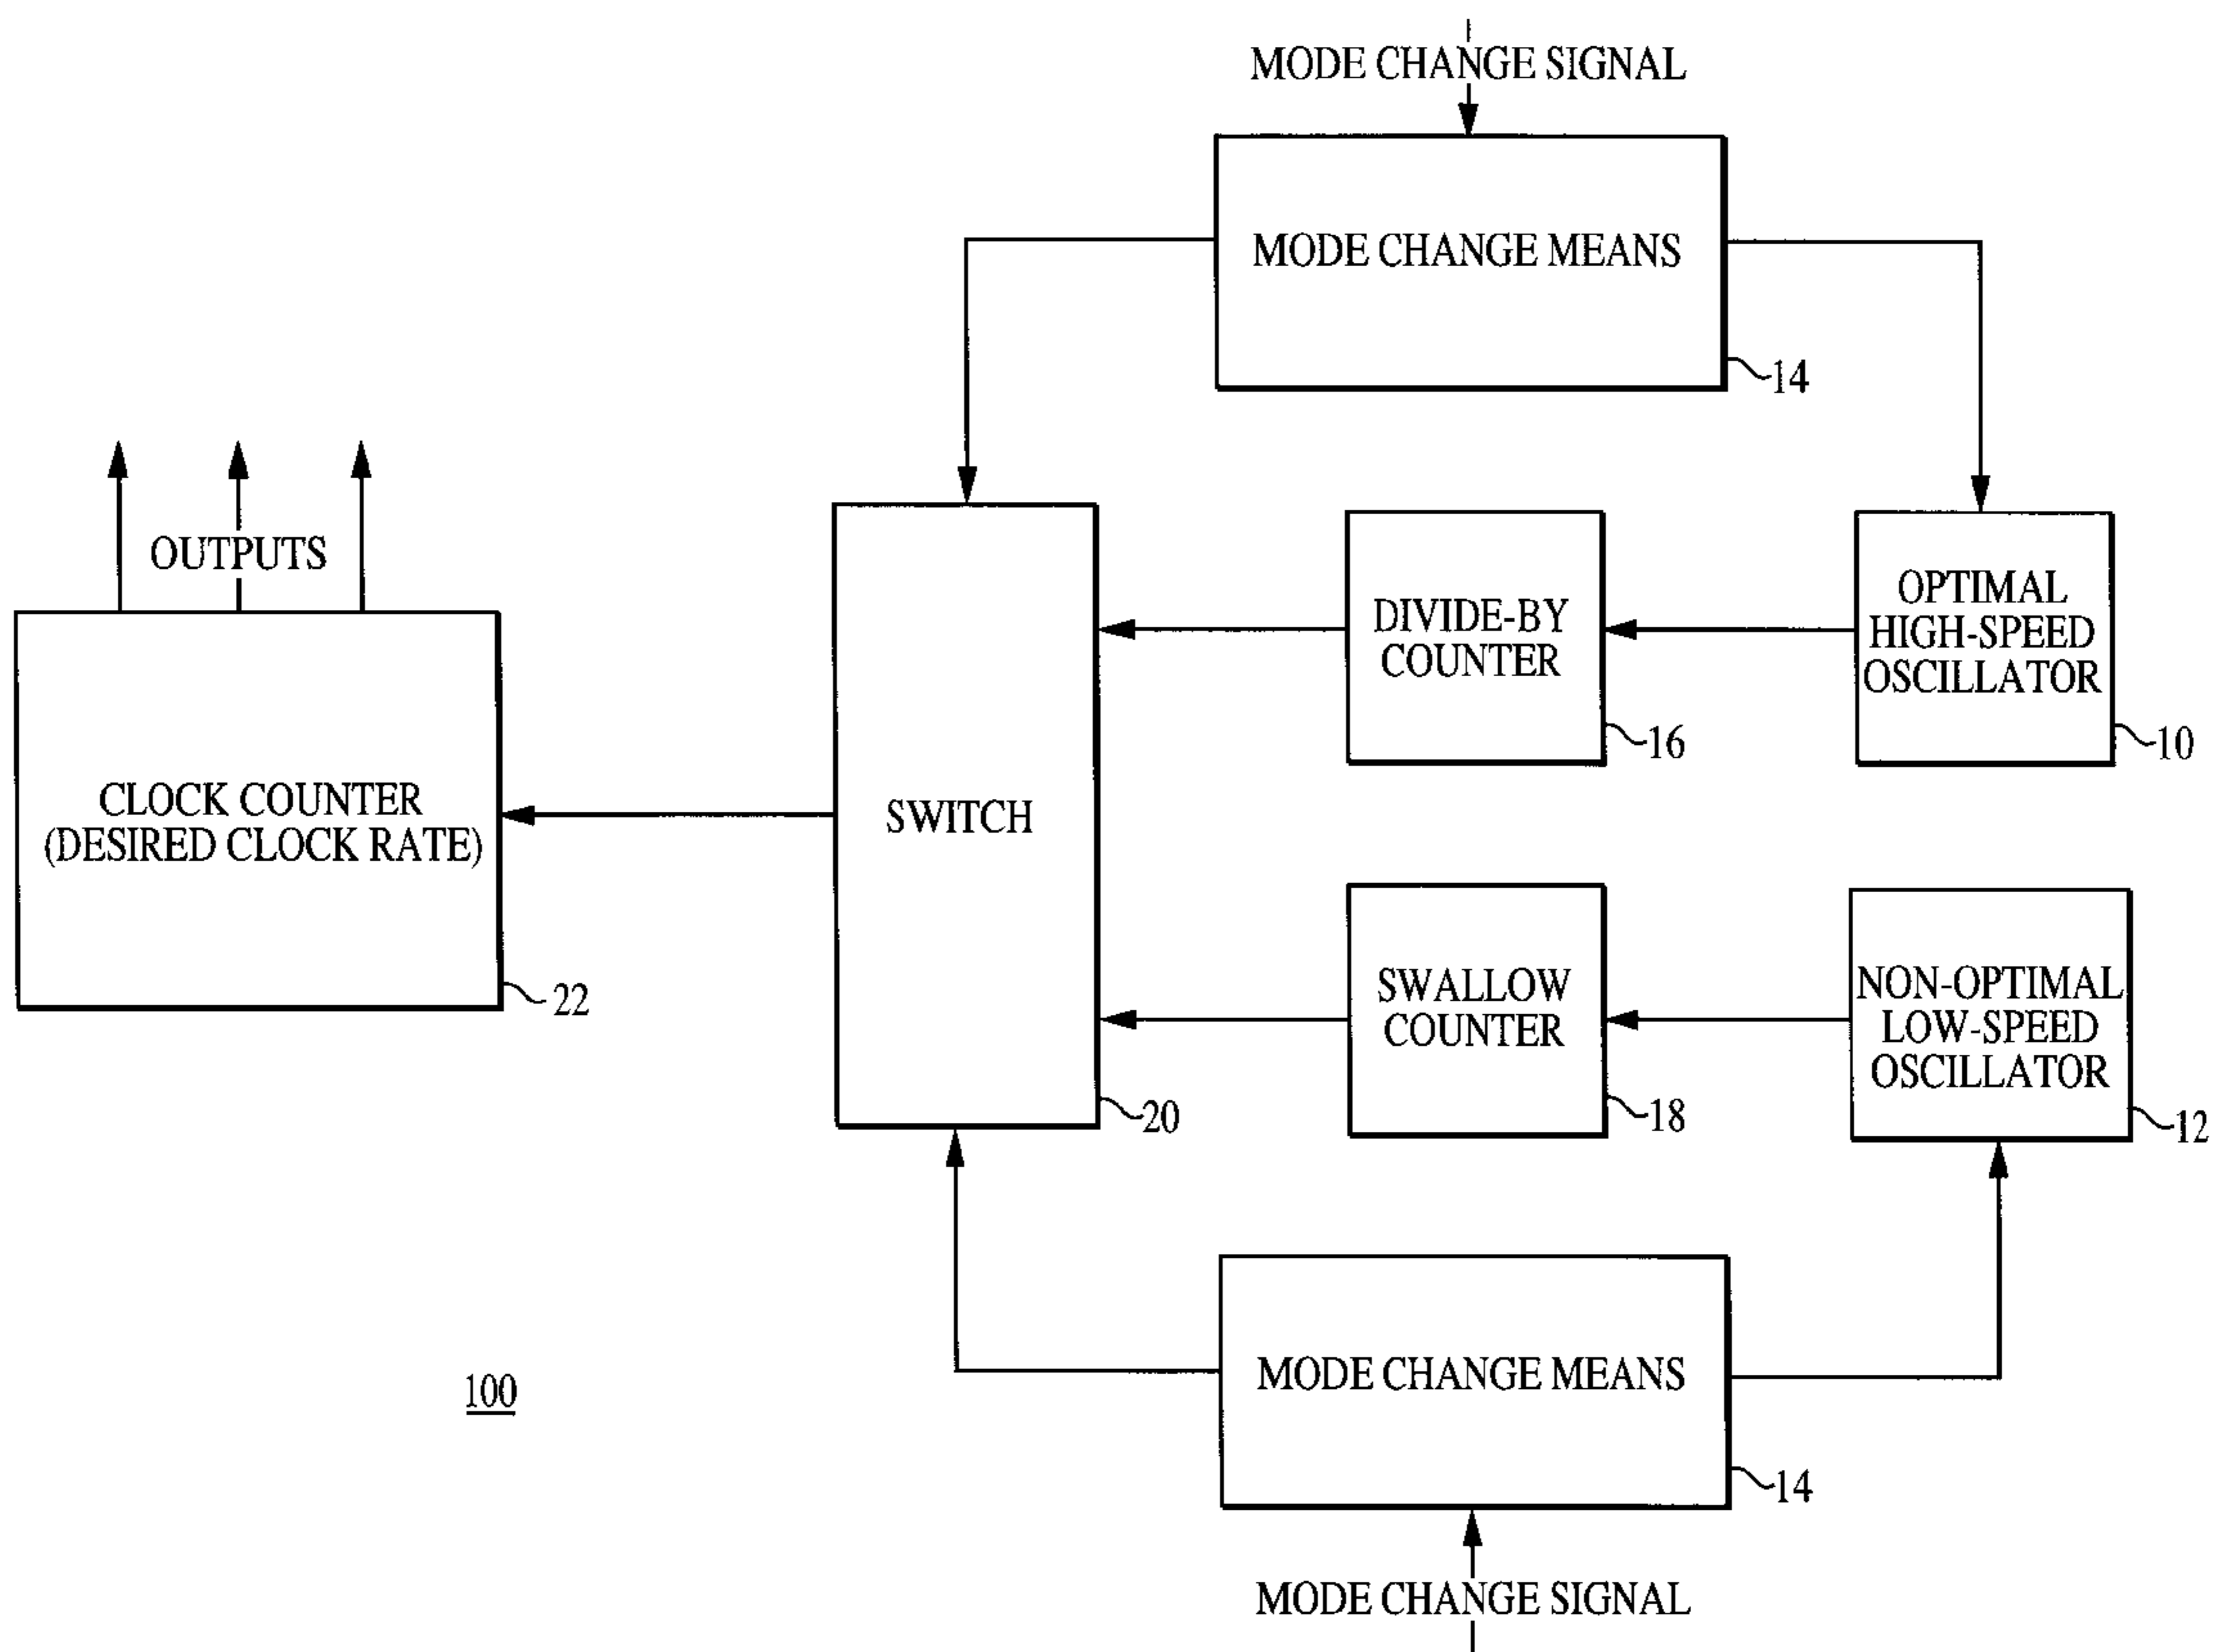 MODE CHANGE SIGNAL
MODE CHANGE MEANS
14
OUTPUTS
CLOCK COUNTER
(DESIRED CLOCK RATE)
22
SWITCH
20
DIVIDE-BY
COUNTER
16
OPTIMAL
HIGH-SPEED
OSCILLATOR
10
SWALLOW
COUNTER
18
NON-OPTIMAL
LOW-SPEED
OSCILLATOR
12
MODE CHANGE MEANS
14
100
MODE CHANGE SIGNAL